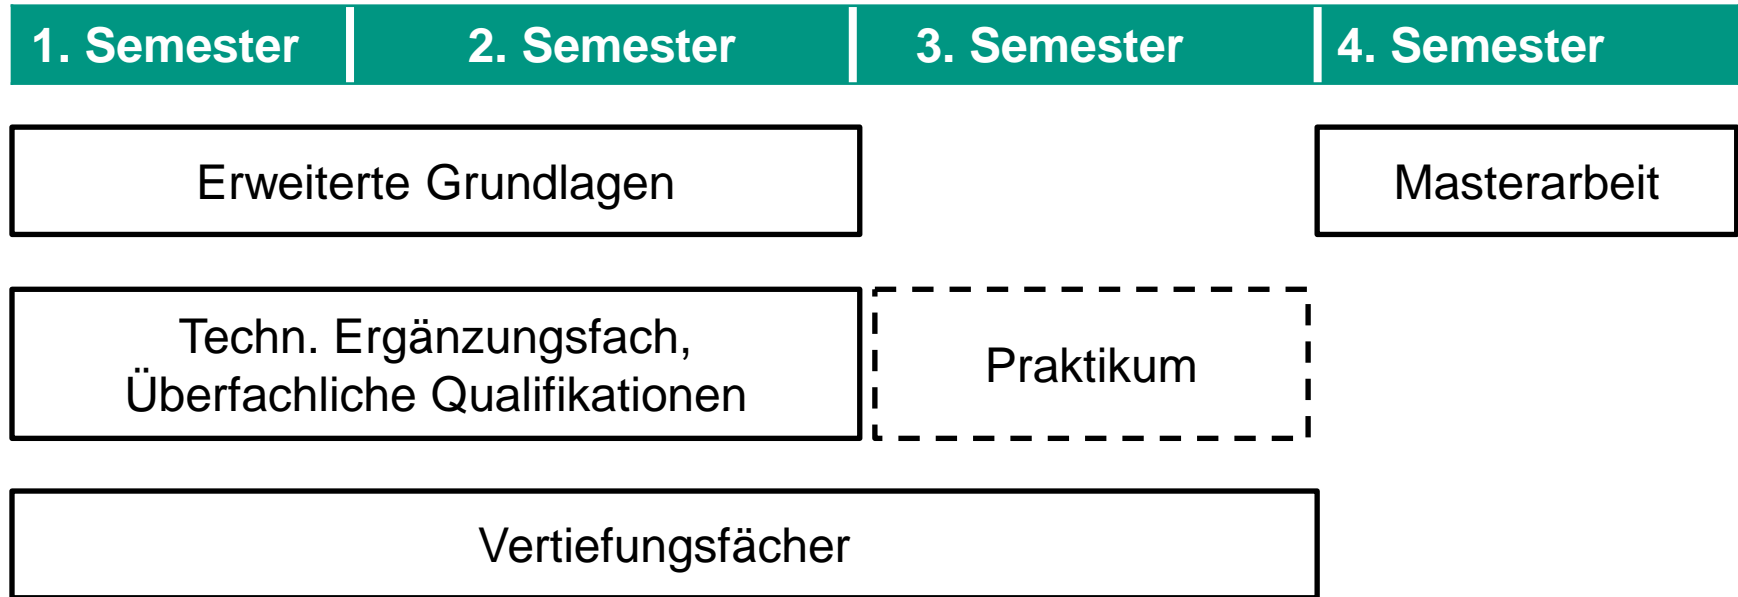 1. Semester 2. Semester 3. Semester 4. Semester
Erweiterte Grundlagen
Masterarbeit
Techn. Ergänzungsfach,
Überfachliche Qualifikationen
Praktikum
Vertiefungsfächer